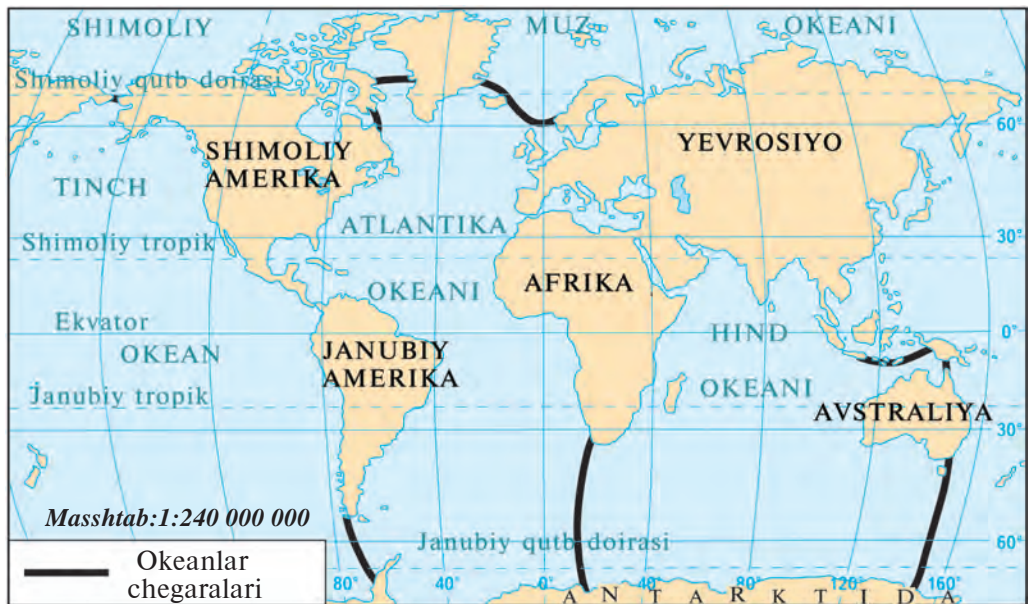 SHIMOLIY MUZ OKEANI
Shimoliy qutb doirasi
60°
SHIMOLIY
AMERIKA
YEVROSIYO
TINCH
ATLANTIKA
Shimoliy tropik
30°
AFRIKA
OKEANI
Ekvator
HIND
0°
OKEAN
JANUBIY
AMERIKA
OKEANI
Janubiy tropik
AVSTRALIYA
30°
Masshtab:1:240 000 000
Janubiy qutb doirasi
60°
Okeanlar
chegaralari
80° 40° 0° 40° 80° 120° 160°
ANTARKTIDA